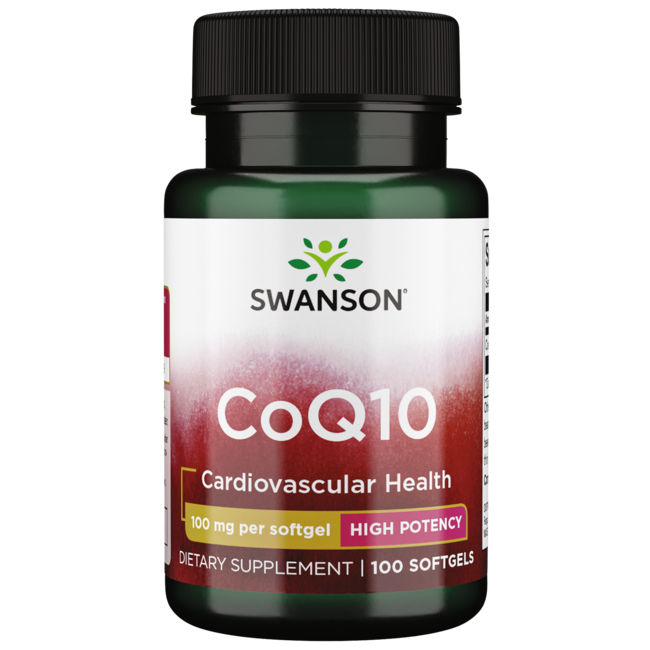 SWANSON®
CoQ10
Cardiovascular Health
100 mg per softgel HIGH POTENCY
DIETARY SUPPLEMENT | 100 SOFTGELS